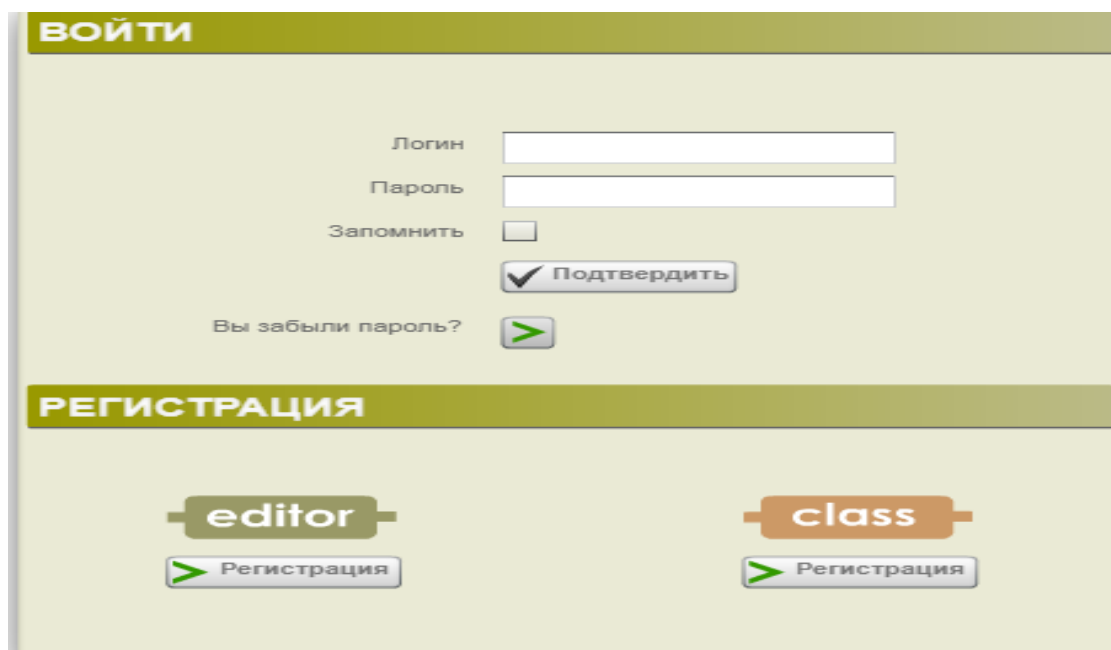 ВОЙТИ
Логин
Пароль
Запомнить
Подтвердить
Вы забыли пароль?
РЕГИСТРАЦИЯ
editor class
Регистрация Регистрация